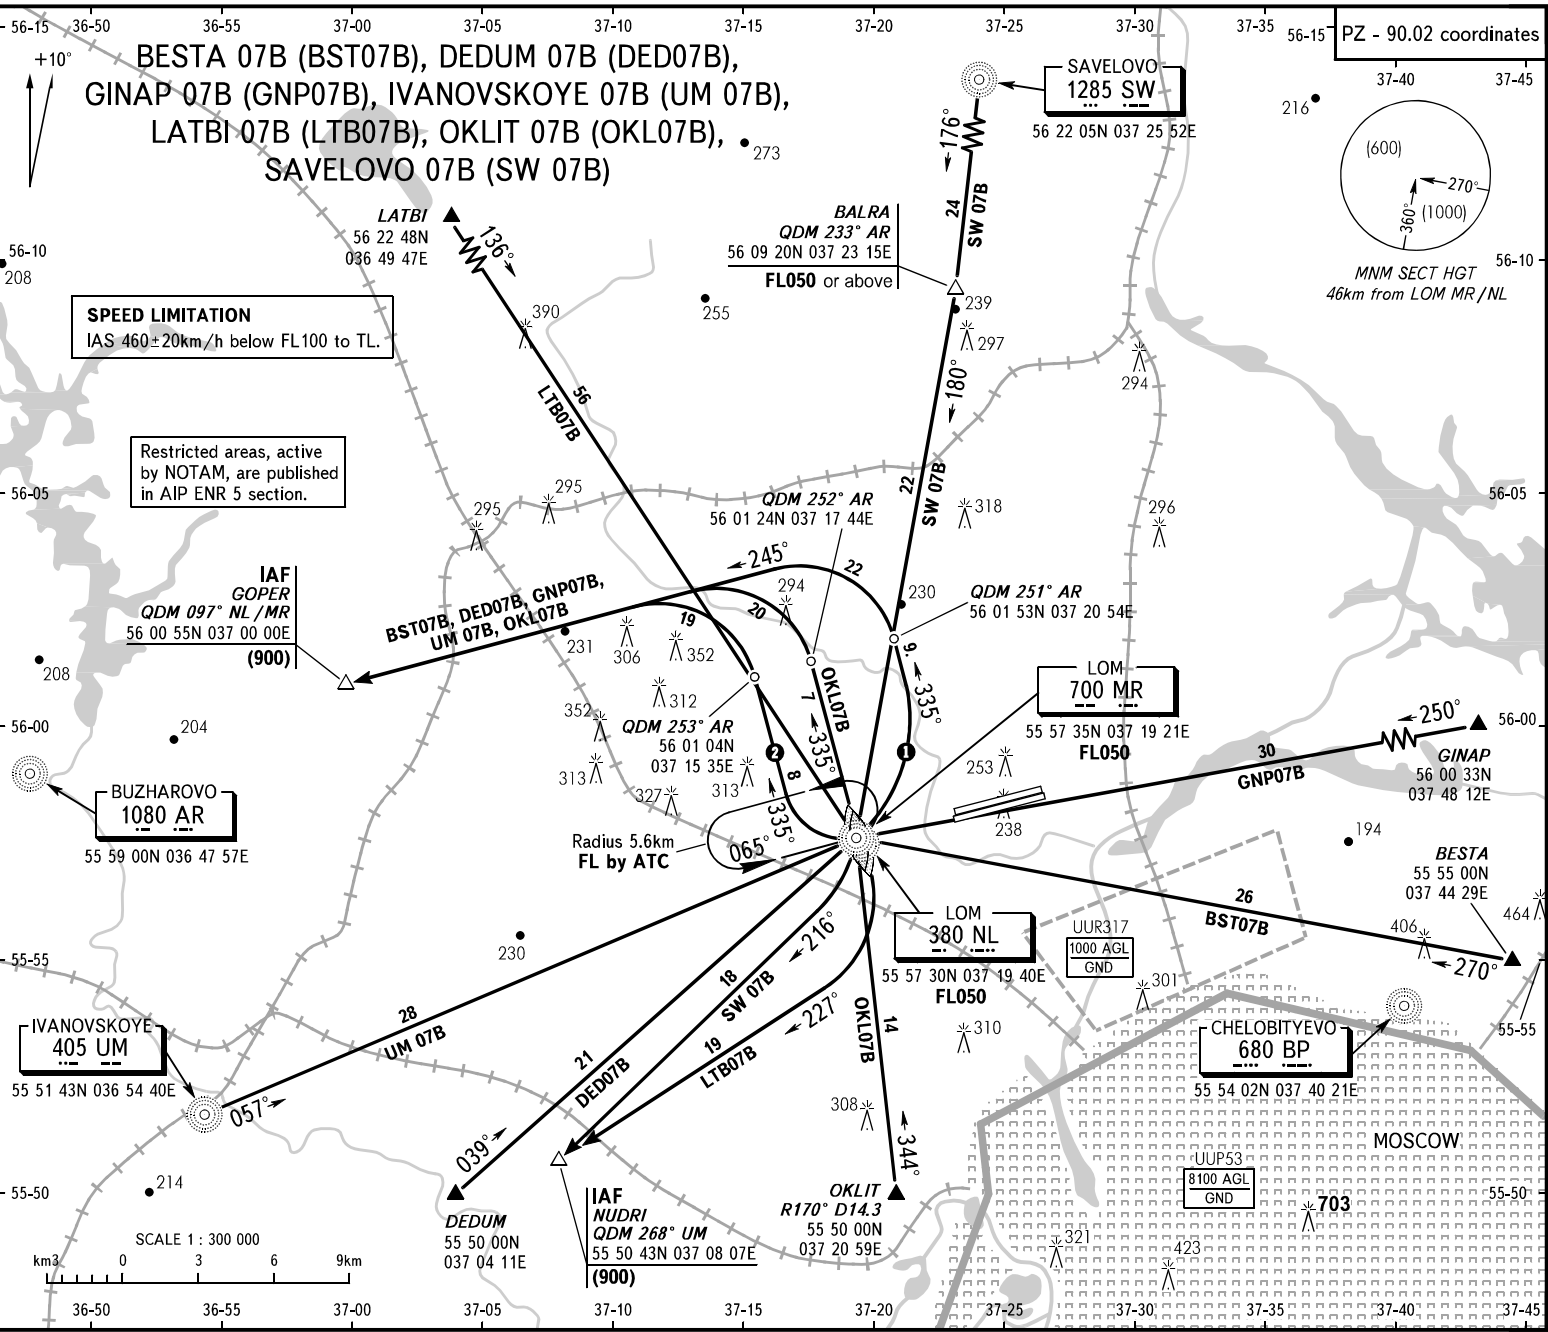 56-15
36-50
36-55
37-00
37-05
37-10
37-15
37-20
37-25
37-30
37-35
56-15
PZ - 90.02 coordinates
37-40
37-45
+10°
BESTA 07B (BST07B), DEDUM 07B (DED07B),
GINAP 07B (GNP07B), IVANOVSKOYE 07B (UM 07B),
LATBI 07B (LTB07B), OKLIT 07B (OKL07B),
SAVELOVO 07B (SW 07B)
273
SAVELOVO
1285 SW
56 22 05N 037 25 52E
216
(600)
270°
360°
(1000)
MNM SECT HGT
46km from LOM MR/NL
176°
24
SW 07B
LATBI
56 22 48N
036 49 47E
136°
BALRA
QDM 233° AR
56 09 20N 037 23 15E
FL050 or above
56-10
208
56-10
239
297
255
390
294
SPEED LIMITATION
IAS 460±20km/h below FL100 to TL.
56
LTB07B
180°
22
SW 07B
Restricted areas, active
by NOTAM, are published
in AIP ENR 5 section.
56-05
295
295
QDM 252° AR
56 01 24N 037 17 44E
318
296
56-05
245°
22
IAF
GOPER
QDM 097° NL/MR
56 00 55N 037 00 00E
(900)
BST07B, DED07B, GNP07B,
UM 07B, OKL07B
19
20
294
230
QDM 251° AR
56 01 53N 037 20 54E
231
306
352
9.
335°
208
312
OKL07B
7
335°
LOM
700 MR
55 57 35N 037 19 21E
FL050
56-00
204
352
QDM 253° AR
56 01 04N
037 15 35E
2
1
250°
56-00
30
GNP07B
GINAP
56 00 33N
037 48 12E
313
327
313
8
335°
253
238
BUZHAROVO
1080 AR
55 59 00N 036 47 57E
Radius 5.6km
FL by ATC
065°
194
BESTA
55 55 00N
037 44 29E
26
BST07B
406
464
270°
LOM
380 NL
55 57 30N 037 19 40E
FL050
UUR317
1000 AGL
GND
301
230
216°
18
SW 07B
227°
19
LTB07B
55-55
28
UM 07B
21
DED07B
14
OKL07B
310
55-55
IVANOVSKOYE
405 UM
55 51 43N 036 54 40E
057°
CHELOBITYEVO
680 BP
55 54 02N 037 40 21E
308
344°
MOSCOW
039°
UUP53
8100 AGL
GND
55-50
214
703
55-50
DEDUM
55 50 00N
037 04 11E
IAF
NUDRI
QDM 268° UM
55 50 43N 037 08 07E
(900)
OKLIT
R170° D14.3
55 50 00N
037 20 59E
321
423
SCALE 1 : 300 000
km3
0
3
6
9km
36-50
36-55
37-00
37-05
37-10
37-15
37-20
37-25
37-30
37-35
37-40
37-45